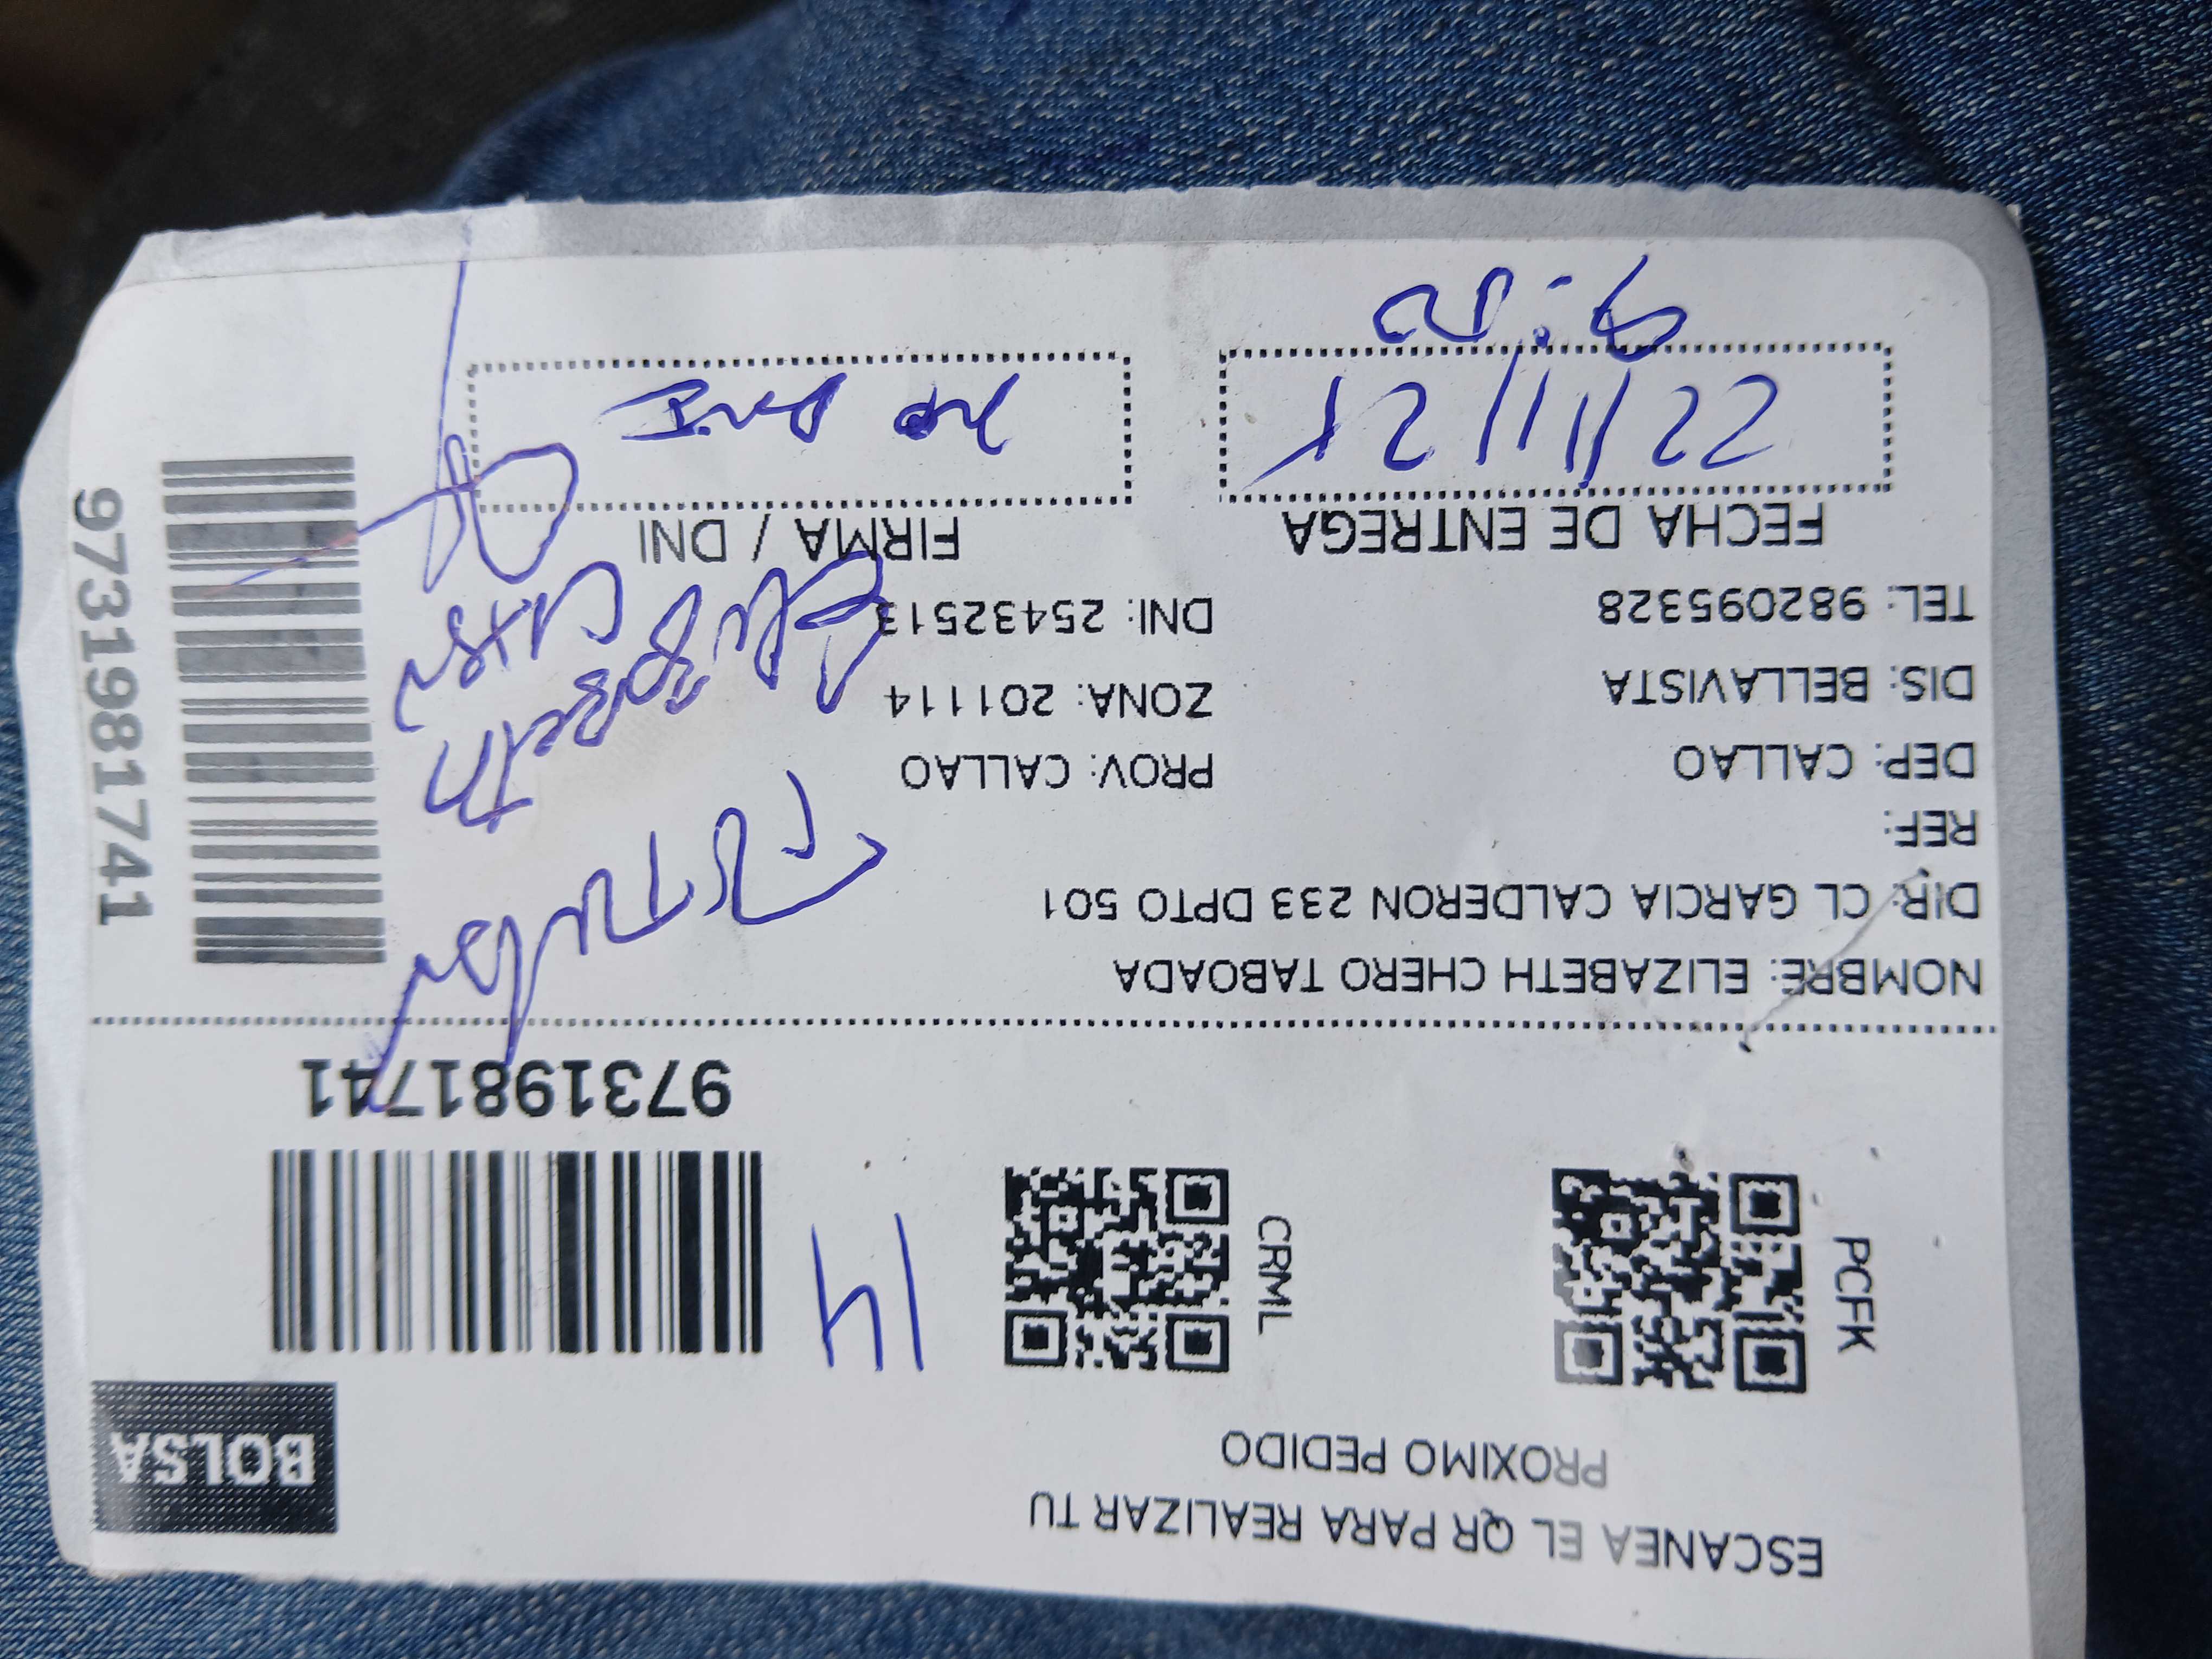 ESCANEA EL QR PARA REALIZAR TU
PROXIMO PEDIDO
BOLSA
PCFK
CRML
14
9731981741
NOMBRE: ELIZABETH CHERO TABOADA
DIR: CL GARCIA CALDERON 233 DPTO 501
REF:
DEP: CALLAO
PROV: CALLAO
DIS: BELLAVISTA
ZONA: 201114
TEL: 982095328
DNI: 25432513
Titular
Elizabeth
FECHA DE ENTREGA
FIRMA / DNI
22/11/21
9731981741